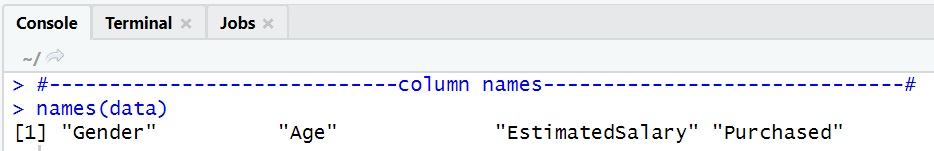 Console Terminal Jobs
~/
> #-----------------------------column names------------------------------#
> names(data)
[1] "Gender"          "Age"             "EstimatedSalary" "Purchased"